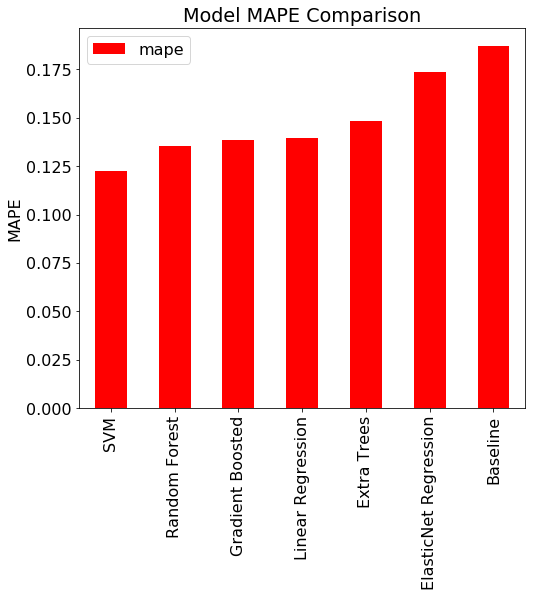 Model MAPE Comparison
mape
MAPE
0.175
0.150
0.125
0.100
0.075
0.050
0.025
0.000
SVM
Random Forest
Gradient Boosted
Linear Regression
Extra Trees
ElasticNet Regression
Baseline